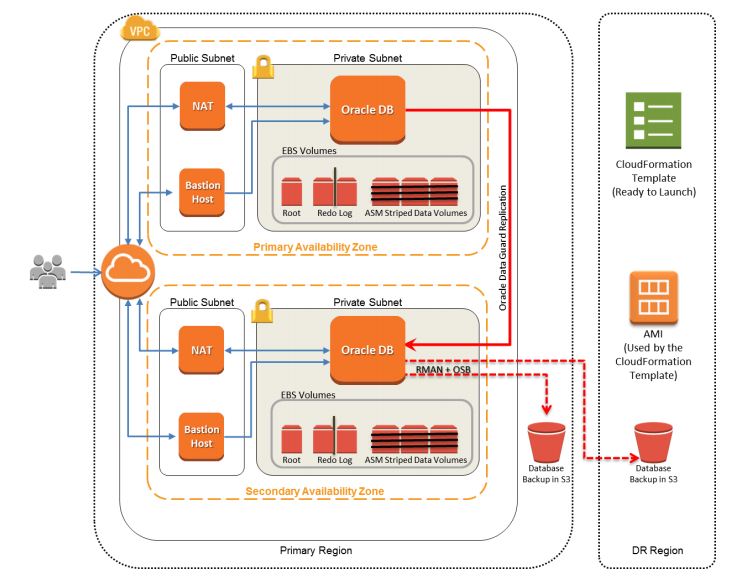 VPC
Public Subnet
Private Subnet
NAT
Oracle DB
EBS Volumes
Bastion
Host
Root
Redo Log
ASM Striped Data Volumes
Primary Availability Zone
Oracle Data Guard Replication
Public Subnet
Private Subnet
NAT
Oracle DB
RMAN + OSB
EBS Volumes
Bastion
Host
Root
Redo Log
ASM Striped Data Volumes
Secondary Availability Zone
Database
Backup in S3
Primary Region
CloudFormation
Template
(Ready to Launch)
AMI
(Used by the
CloudFormation
Template)
Database
Backup in S3
DR Region